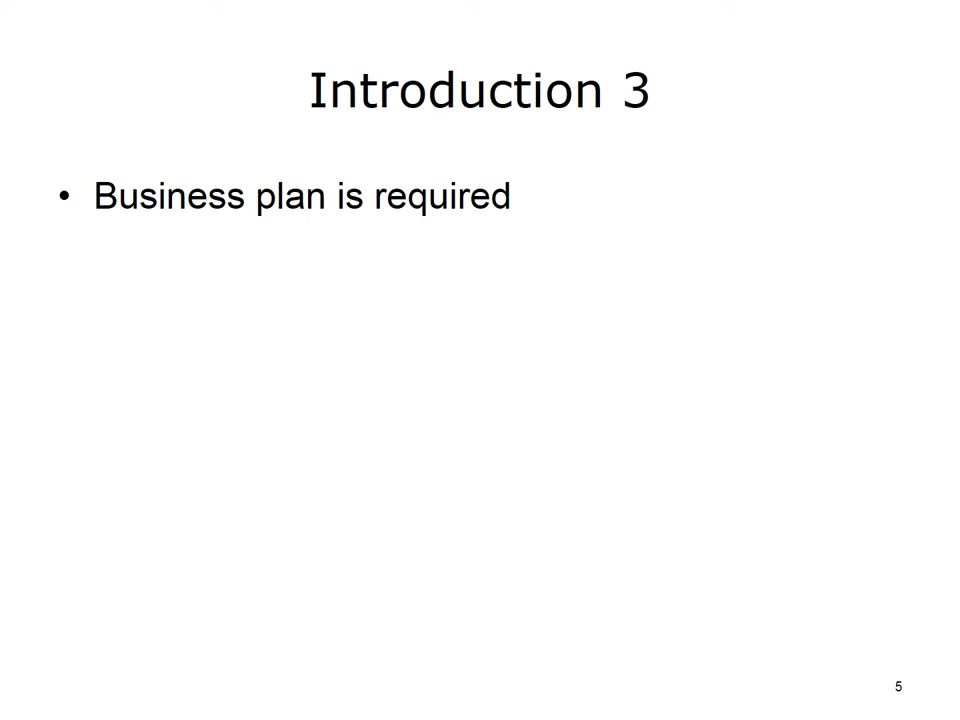 Introduction 3
• Business plan is required
5